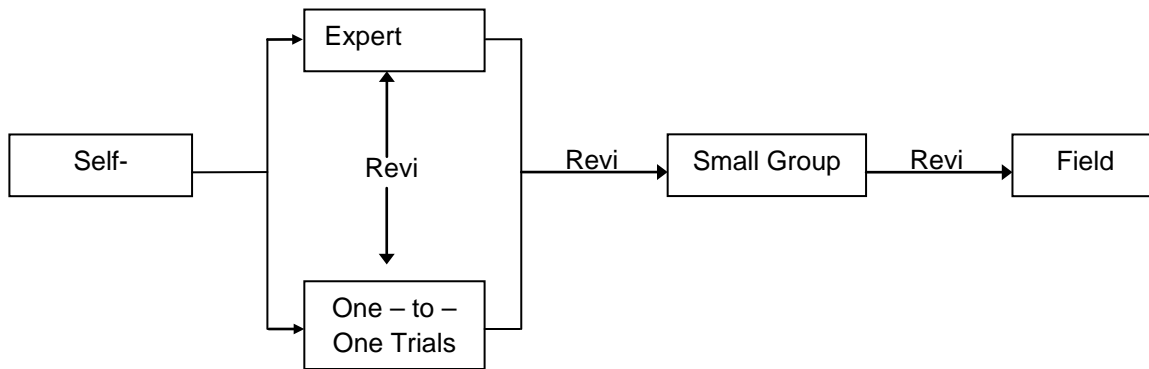 Expert
Self-
Revi
Revi
Small Group
Revi
Field
One – to –
One Trials